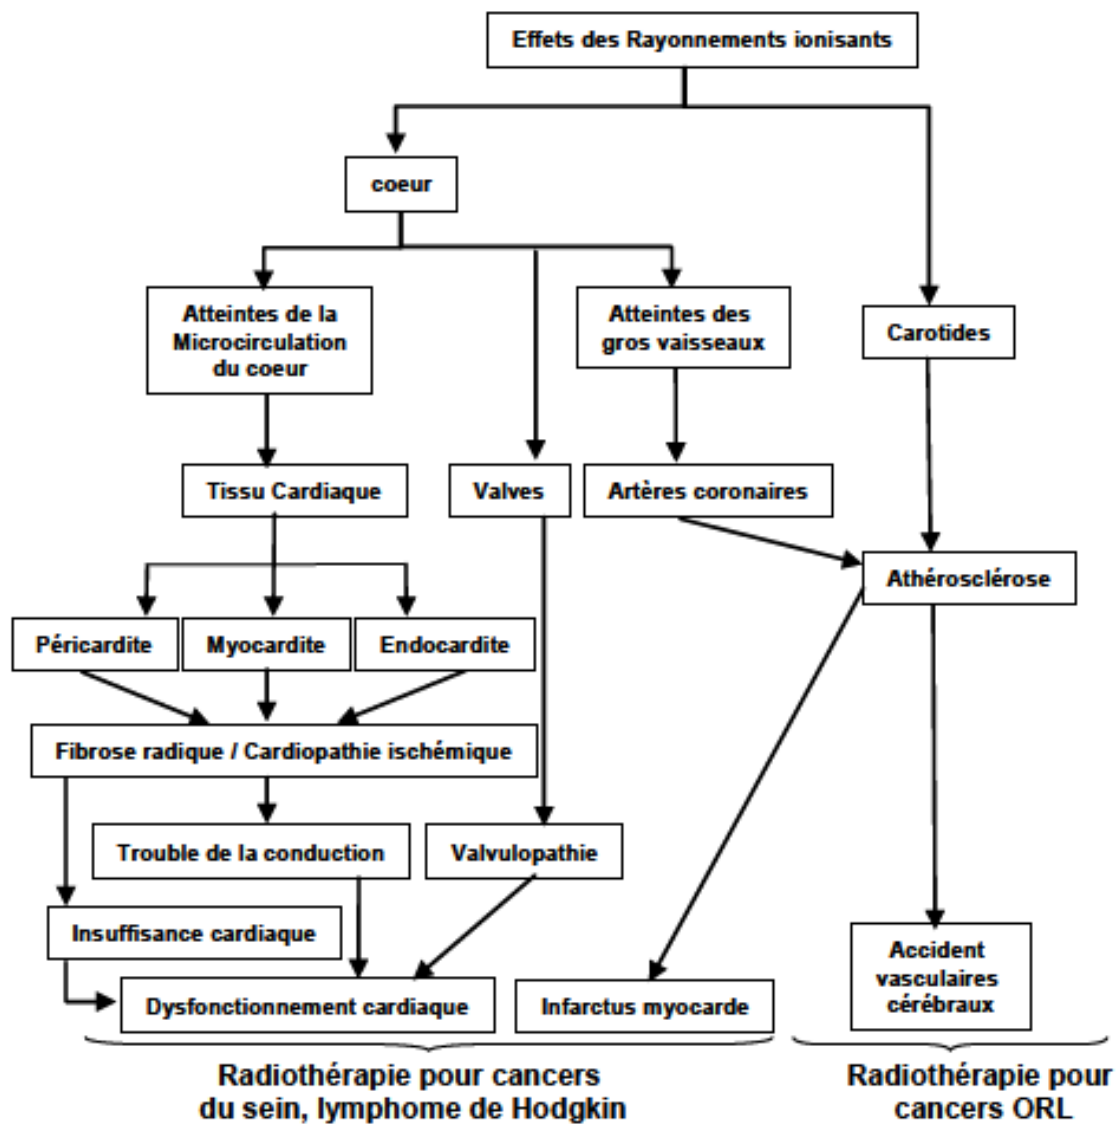 Effets des Rayonnements ionisants
coeur
Atteintes de la
Microcirculation
du coeur
Atteintes des
gros vaisseaux
Carotides
Tissu Cardiaque
Valves
Artères coronaires
Athérosclérose
Péricardite
Myocardite
Endocardite
Fibrose radique / Cardiopathie ischémique
Trouble de la conduction
Valvulopathie
Insuffisance cardiaque
Accident
vasculaires
cérébraux
Dysfonctionnement cardiaque
Infarctus myocarde
Radiothérapie pour cancers
du sein, lymphome de Hodgkin
Radiothérapie pour
cancers ORL